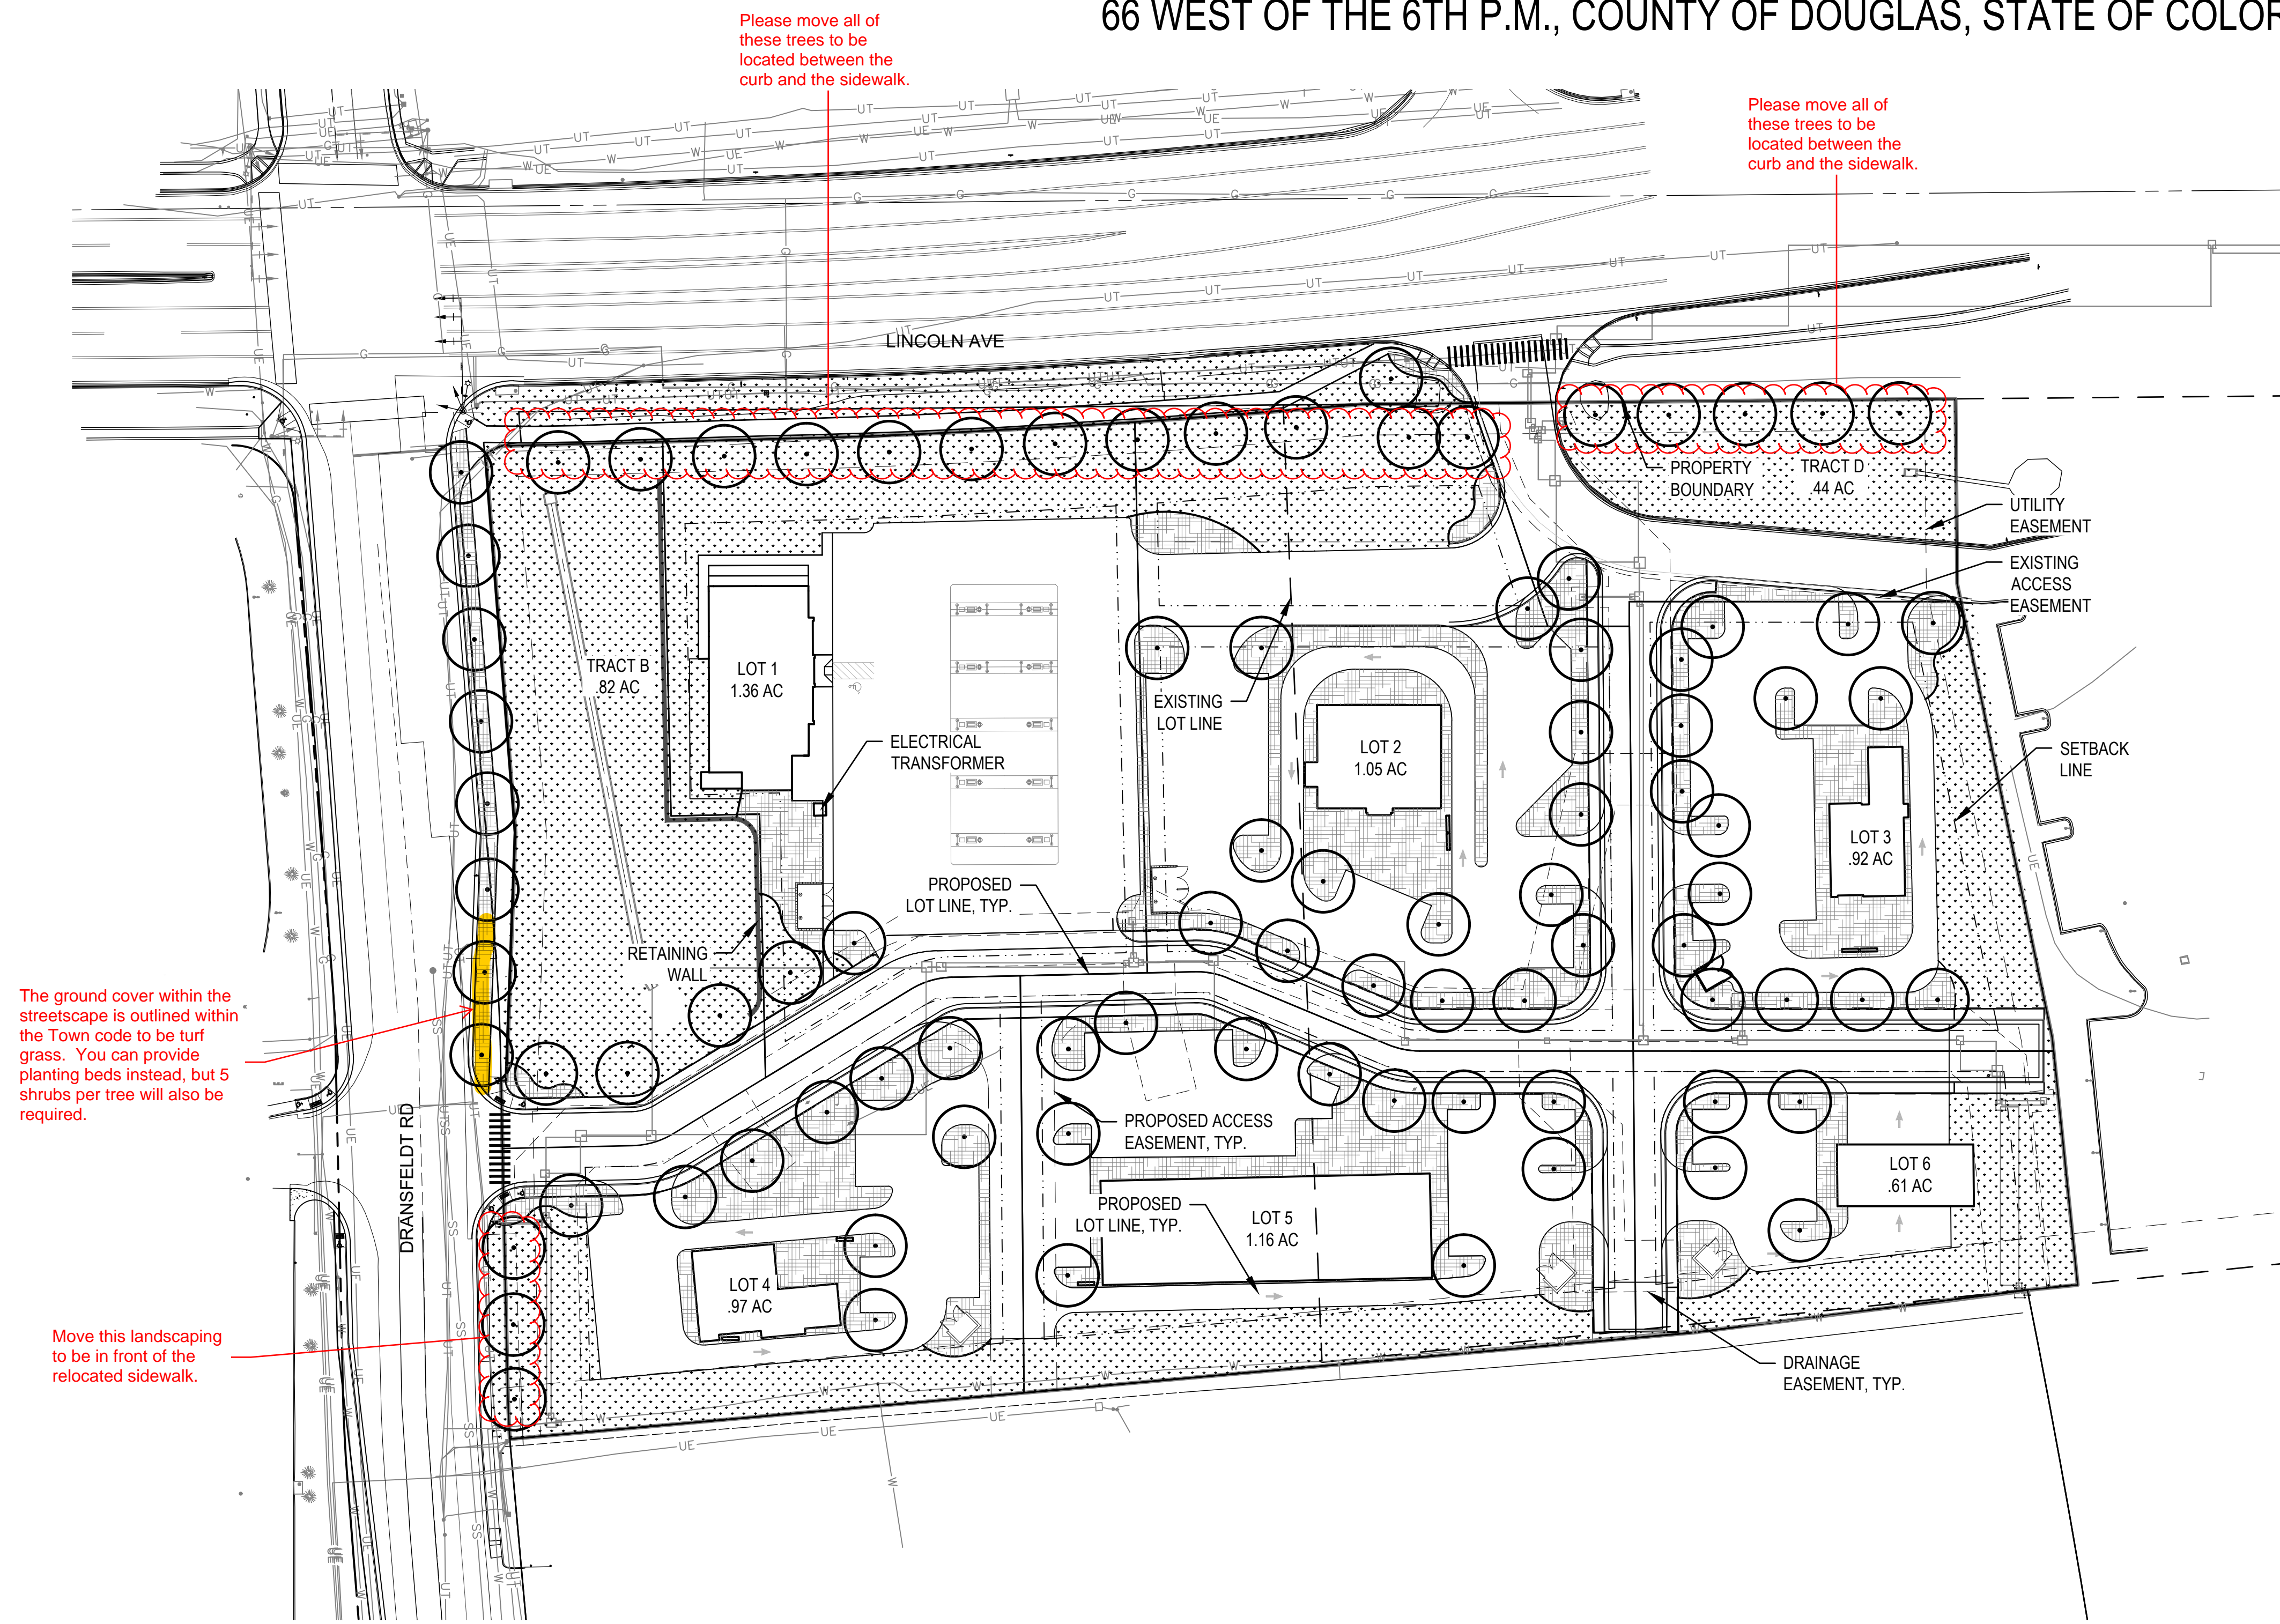 66 WEST OF THE 6TH P.M., COUNTY OF DOUGLAS, STATE OF COLOR
Please move all of
these trees to be
located between the
curb and the sidewalk.
Please move all of
these trees to be
located between the
curb and the sidewalk.
LINCOLN AVE
PROPERTY
BOUNDARY
TRACT D
.44 AC
UTILITY
EASEMENT
EXISTING
ACCESS
EASEMENT
TRACT B
.82 AC
LOT 1
1.36 AC
EXISTING
LOT LINE
LOT 2
1.05 AC
ELECTRICAL
TRANSFORMER
SETBACK
LINE
LOT 3
.92 AC
PROPOSED
LOT LINE, TYP.
RETAINING
WALL
The ground cover within the
streetscape is outlined within
the Town code to be turf
grass.  You can provide
planting beds instead, but 5
shrubs per tree will also be
required.
DRANSFELDT RD
PROPOSED ACCESS
EASEMENT, TYP.
PROPOSED
LOT LINE, TYP.
LOT 5
1.16 AC
LOT 6
.61 AC
LOT 4
.97 AC
Move this landscaping
to be in front of the
relocated sidewalk.
DRAINAGE
EASEMENT, TYP.